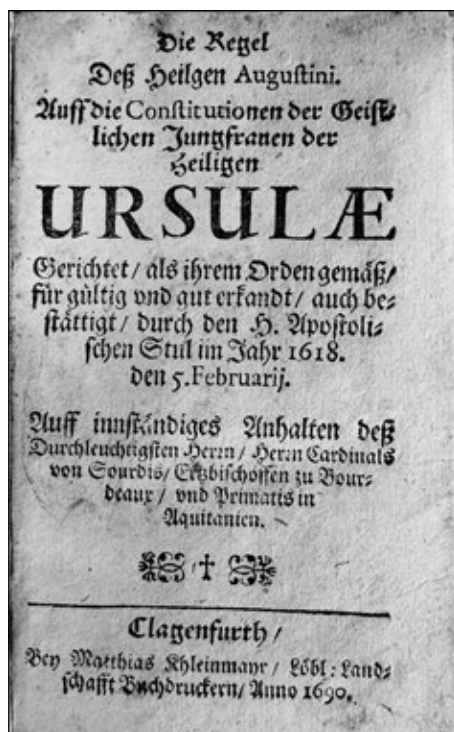 Die Regel
Deß Heilgen Augustini.
Auff die Constitutionen der Geist-
lichen Jungfrauen der
Heiligen
URSULÆ
Gerichtet / als ihrem Orden gemäß /
für gültig vnd gut erkandt / auch be-
stättigt / durch den H. Apostoli-
schen Stul im Jahr 1618.
den 5. Februarij.
Auff innständiges Anhalten deß
Durchleuchtigsten Herrn / Herrn Cardinals
von Sourdis / Ertzbischoffen zu Bour-
deaux / vnd Primatis in
Aquitanien.
Clagenfurth /
Bey Matthias Khleinmayr / Löbl: Land-
schafft Buchdruckern / Anno 1690.